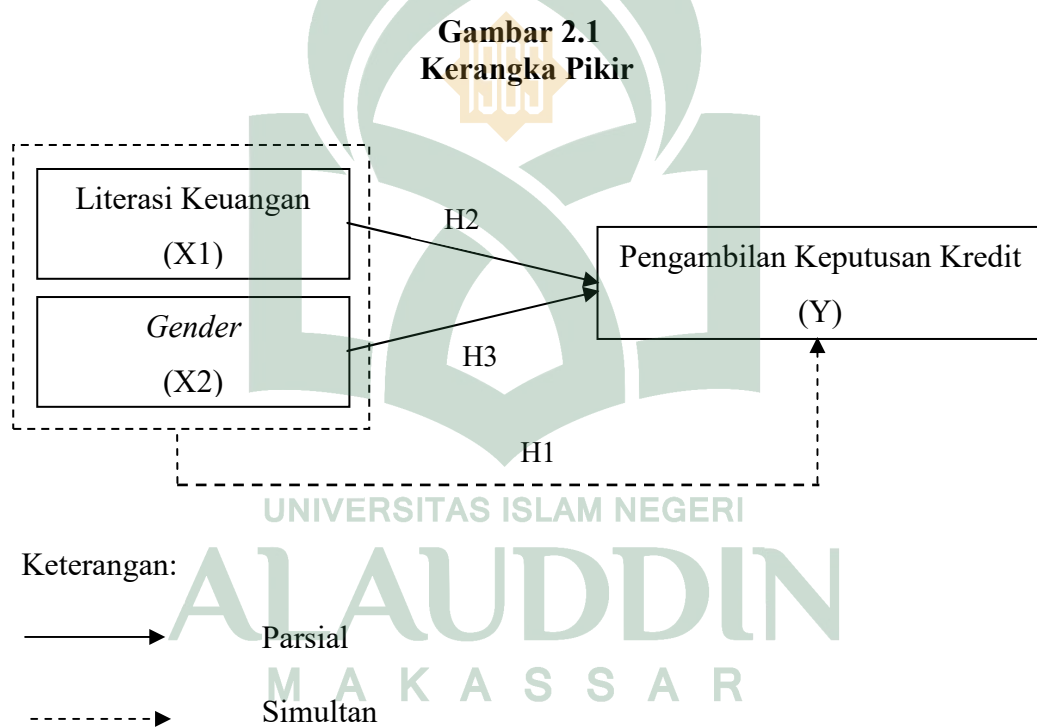 Gambar 2.1
Kerangka Pikir
Literasi Keuangan
(X1)
H2
Pengambilan Keputusan Kredit
(Y)
Gender
(X2)
H3
H1
UNIVERSITAS ISLAM NEGERI
Keterangan:
ALAUDDIN
Parsial
MAKASSAR
Simultan